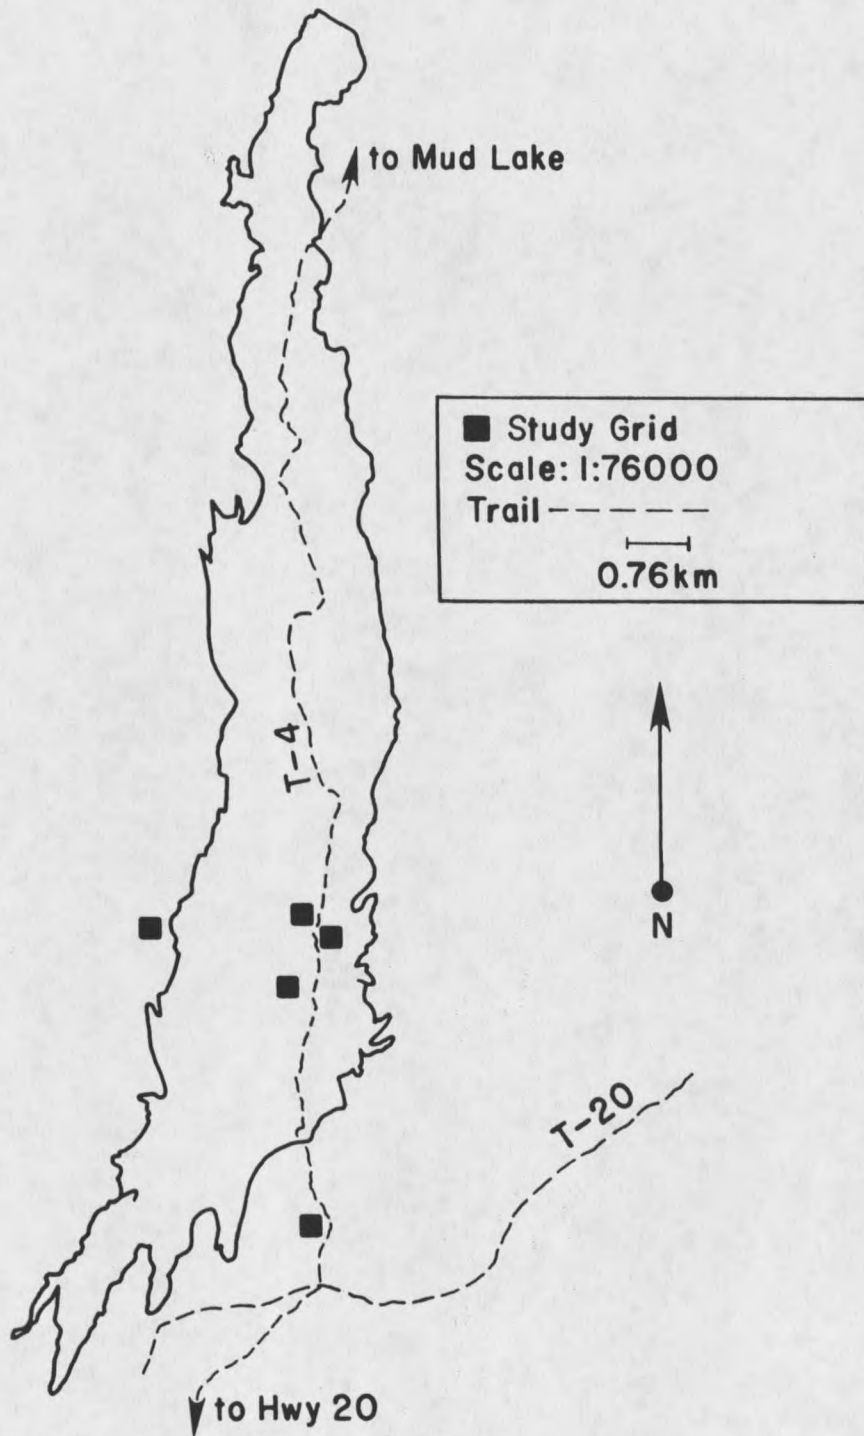 to Mud Lake
Study Grid
Scale: 1:76000
Trail
0.76km
T-4
N
T-20
to Hwy 20